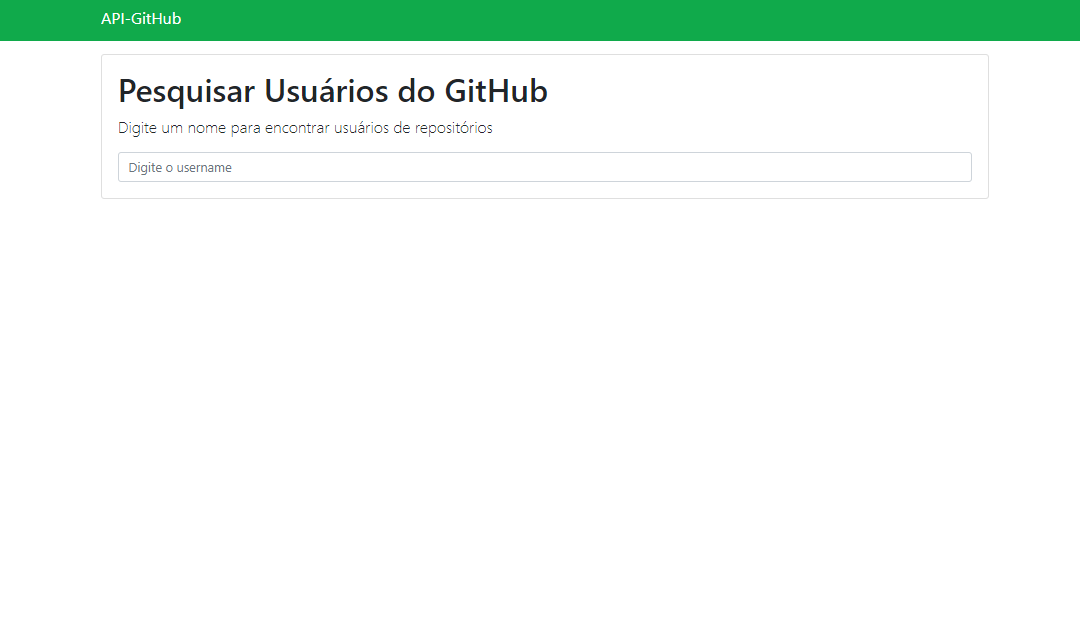 API-GitHub
Pesquisar Usuários do GitHub
Digite um nome para encontrar usuários de repositórios
Digite o username